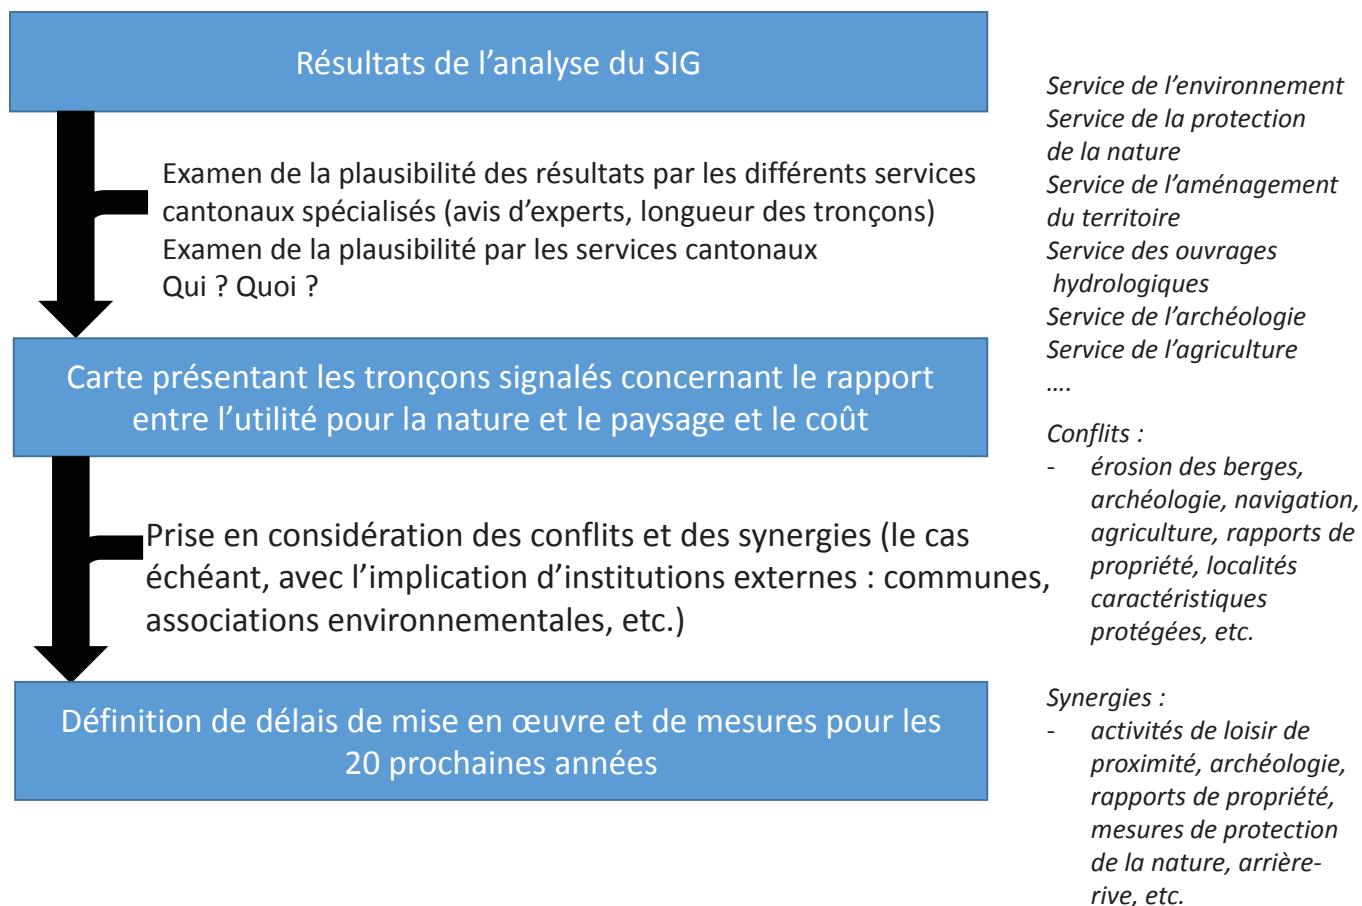 Résultats de l’analyse du SIG
Examen de la plausibilité des résultats par les différents services
cantonaux spécialisés (avis d’experts, longueur des tronçons)
Examen de la plausibilité par les services cantonaux
Qui ? Quoi ?
Carte présentant les tronçons signalés concernant le rapport
entre l’utilité pour la nature et le paysage et le coût
Prise en considération des conflits et des synergies (le cas
échéant, avec l’implication d’institutions externes : communes,
associations environnementales, etc.)
Définition de délais de mise en œuvre et de mesures pour les
20 prochaines années
Service de l’environnement
Service de la protection
de la nature
Service de l’aménagement
du territoire
Service des ouvrages
hydrologiques
Service de l’archéologie
Service de l’agriculture
....
Conflits :
- érosion des berges,
archéologie, navigation,
agriculture, rapports de
propriété, localités
caractéristiques
protégées, etc.
Synergies :
- activités de loisir de
proximité, archéologie,
rapports de propriété,
mesures de protection
de la nature, arrière-
rive, etc.